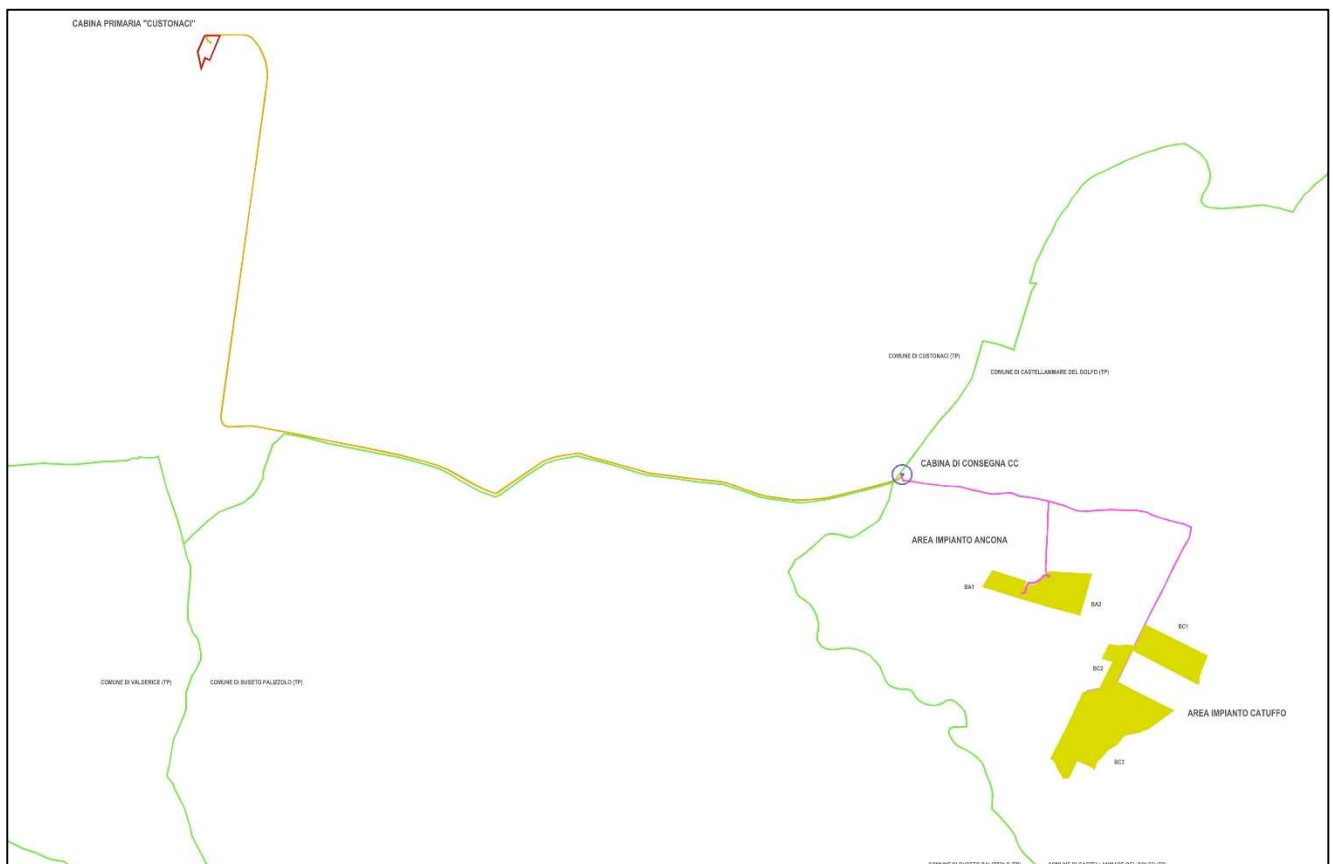 CABINA PRIMARIA "CUSTONACI"
COMUNE DI CUSTONACI (TP)
COMUNE DI CASTELLAMMARE DEL GOLFO (TP)
CABINA DI CONSEGNA CC
AREA IMPIANTO ANCONA
BA1
BA2
BC1
BC2
COMUNE DI VALDERICE (TP)
COMUNE DI BUSETO PALIZZOLO (TP)
AREA IMPIANTO CATUFFO
BC3